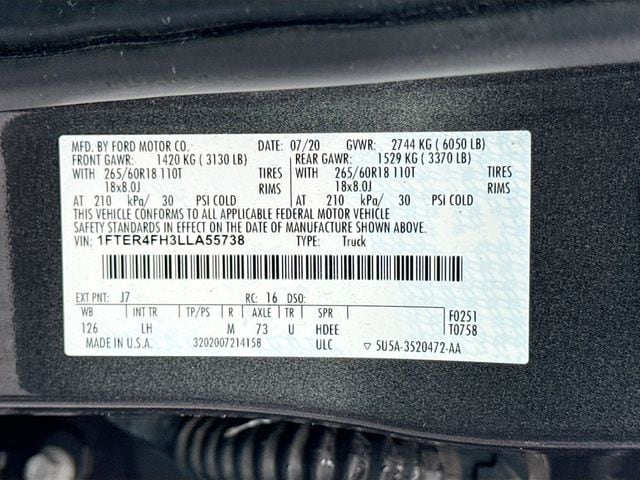 MFD. BY FORD MOTOR CO. DATE: 07/20 GVWR: 2744 KG ( 6050 LB)
FRONT GAWR: 1420 KG ( 3130 LB) REAR GAWR: 1529 KG ( 3370 LB)
WITH 265/60R18 110T TIRES WITH 265/60R18 110T TIRES
18x8.0J RIMS 18x8.0J RIMS
AT 210 kPa/ 30 PSI COLD AT 210 kPa/ 30 PSI COLD
THIS VEHICLE CONFORMS TO ALL APPLICABLE FEDERAL MOTOR VEHICLE
SAFETY STANDARDS IN EFFECT ON THE DATE OF MANUFACTURE SHOWN ABOVE.
VIN: 1FTER4FH3LLA55738 TYPE: Truck
EXT PNT: J7 RC: 16 DSO:
WB INT TR TP/PS R AXLE TR SPR F0251
126 LH M 73 U HDEE T0758
MADE IN U.S.A. 3202007214158 ULC ▽ 5U5A-3520472-AA